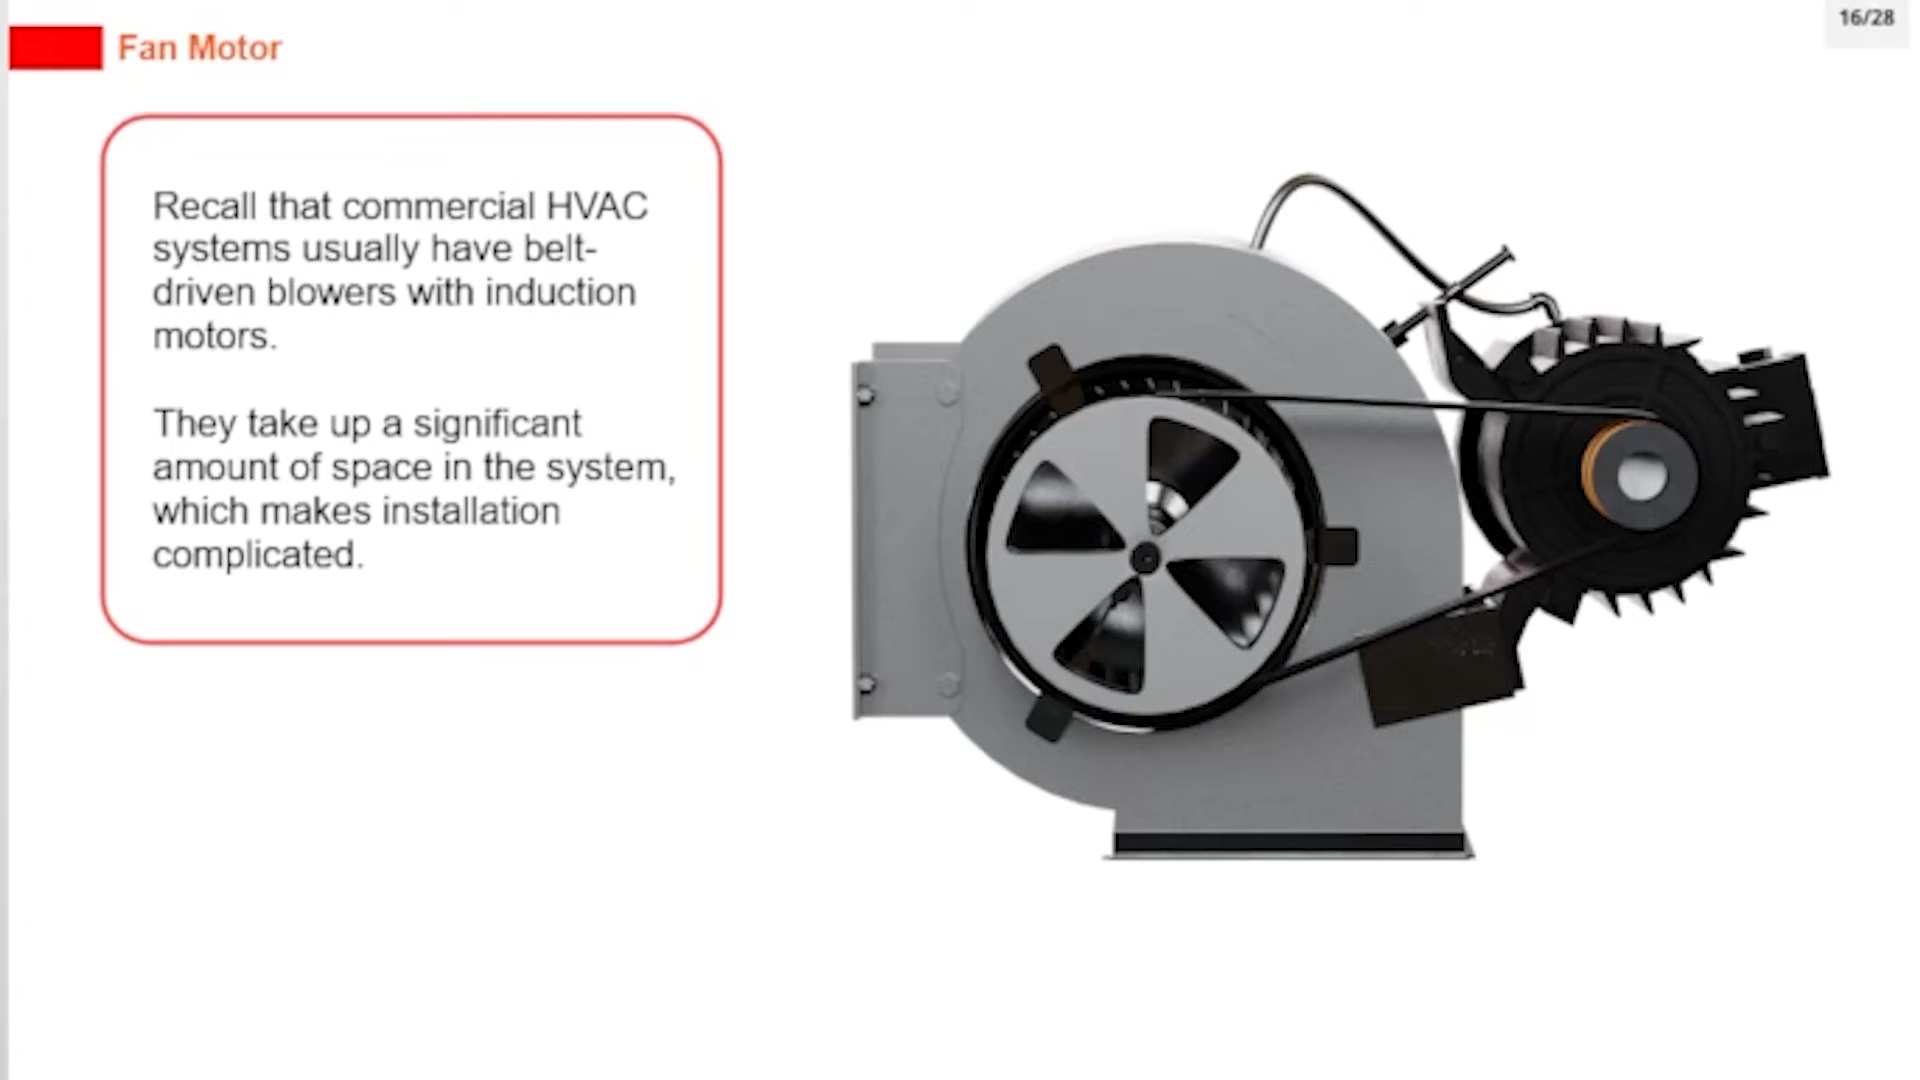 16/28
Fan Motor
Recall that commercial HVAC
systems usually have belt-
driven blowers with induction
motors.
They take up a significant
amount of space in the system,
which makes installation
complicated.